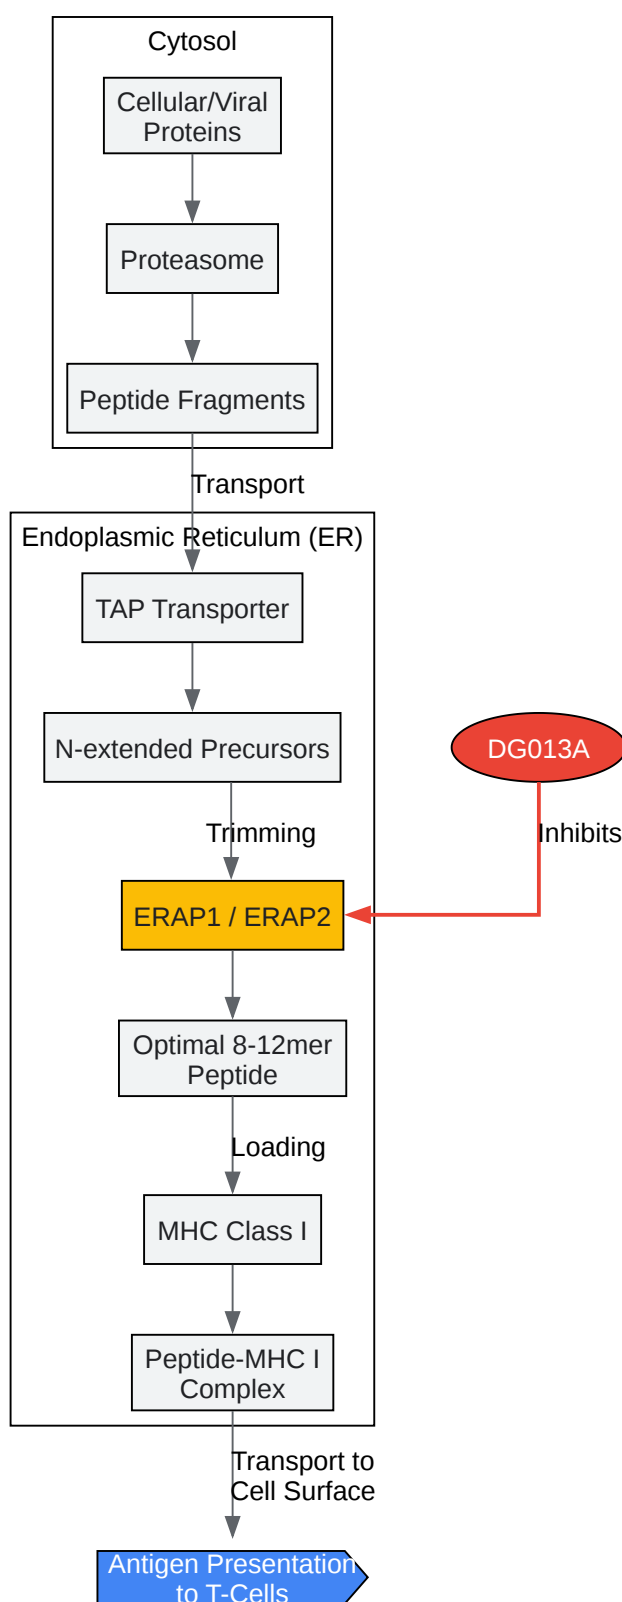 Cytosol
Cellular/Viral
Proteins
Proteasome
Peptide Fragments
Transport
Endoplasmic Reticulum (ER)
TAP Transporter
N-extended Precursors
DG013A
Trimming
Inhibits
ERAP1 / ERAP2
Optimal 8-12mer
Peptide
Loading
MHC Class I
Peptide-MHC I
Complex
Transport to
Cell Surface
Antigen Presentation
to T-Cells